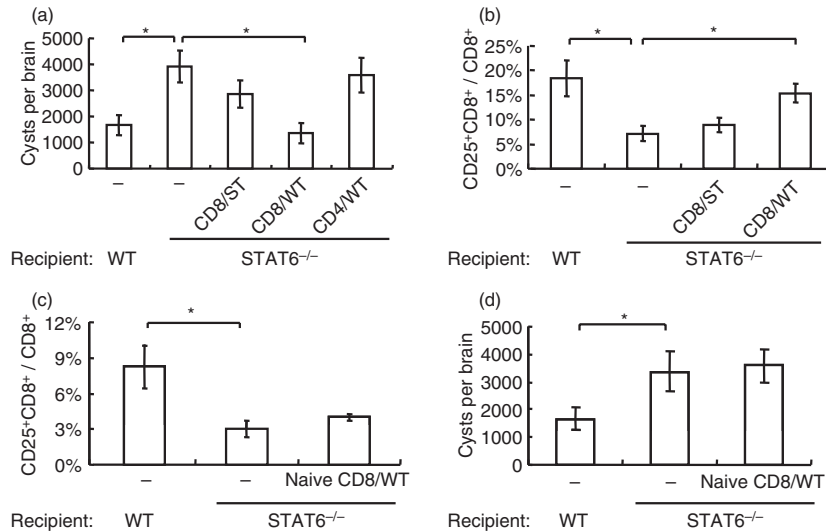 (a)
*
*
Cysts per brain
5000
4000
3000
2000
1000
0
–
–
CD8/ST
CD8/WT
CD4/WT
Recipient: WT STAT6–/–
(b)
*
*
CD25+CD8+ / CD8+
25%
20%
15%
10%
5%
0%
–
–
CD8/ST
CD8/WT
Recipient: WT STAT6–/–
(c)
*
CD25+CD8+ / CD8+
12%
9%
6%
3%
0%
– – Naive CD8/WT
Recipient: WT STAT6–/–
(d)
*
Cysts per brain
5000
4000
3000
2000
1000
0
– – Naive CD8/WT
Recipient: WT STAT6–/–